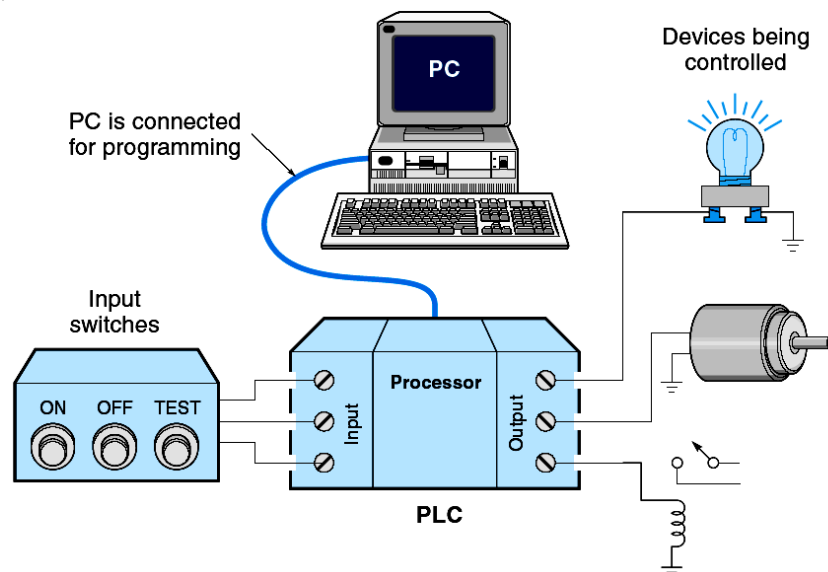 PC
Devices being
controlled
PC is connected
for programming
Input
switches
ON OFF TEST
Input
Processor
Output
PLC